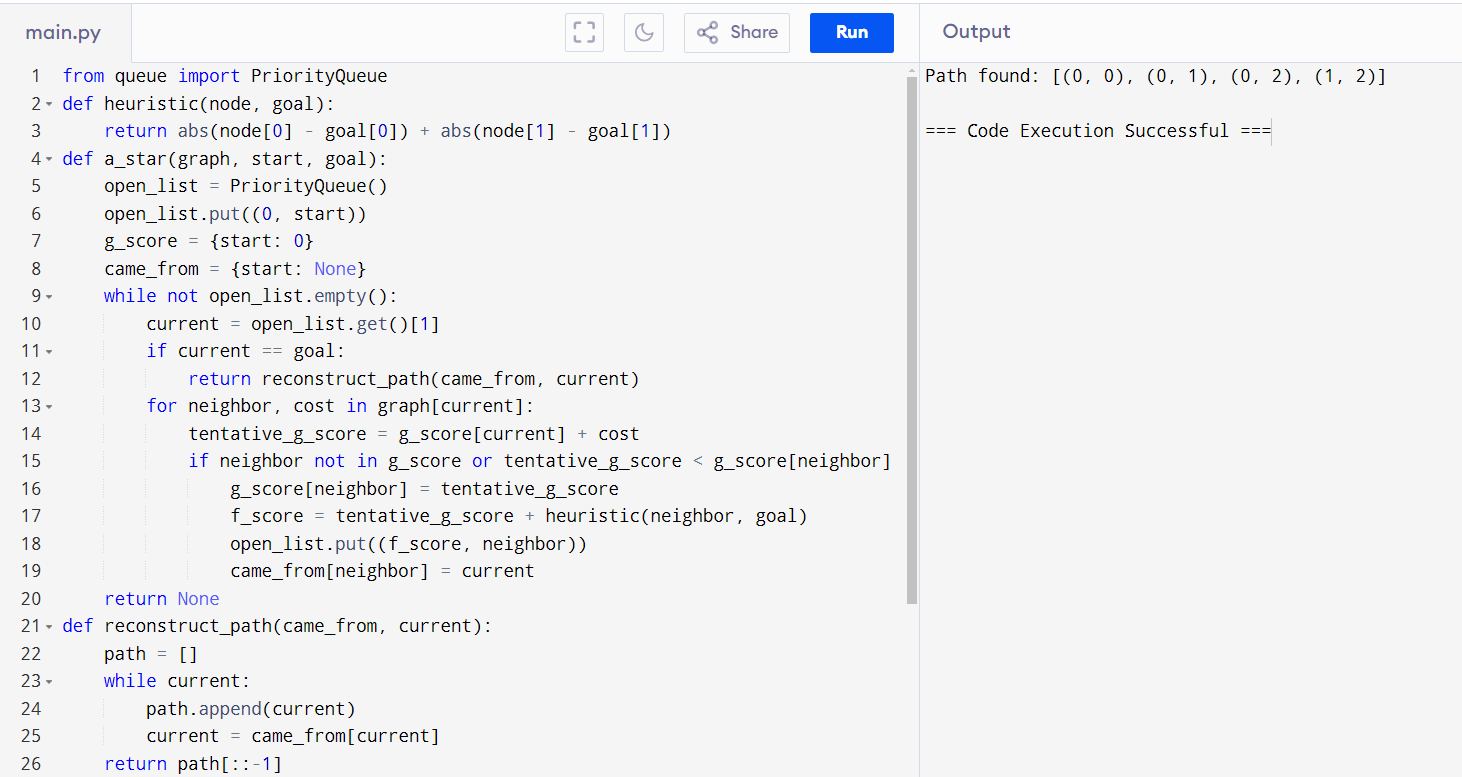 main.py
Share
Run
Output
1 from queue import PriorityQueue
2 def heuristic(node, goal):
3     return abs(node[0] - goal[0]) + abs(node[1] - goal[1])
4 def a_star(graph, start, goal):
5     open_list = PriorityQueue()
6     open_list.put((0, start))
7     g_score = {start: 0}
8     came_from = {start: None}
9     while not open_list.empty():
10         current = open_list.get()[1]
11         if current == goal:
12             return reconstruct_path(came_from, current)
13         for neighbor, cost in graph[current]:
14             tentative_g_score = g_score[current] + cost
15             if neighbor not in g_score or tentative_g_score < g_score[neighbor]
16                 g_score[neighbor] = tentative_g_score
17                 f_score = tentative_g_score + heuristic(neighbor, goal)
18                 open_list.put((f_score, neighbor))
19                 came_from[neighbor] = current
20     return None
21 def reconstruct_path(came_from, current):
22     path = []
23     while current:
24         path.append(current)
25         current = came_from[current]
26     return path[::-1]
Path found: [(0, 0), (0, 1), (0, 2), (1, 2)]
=== Code Execution Successful ===